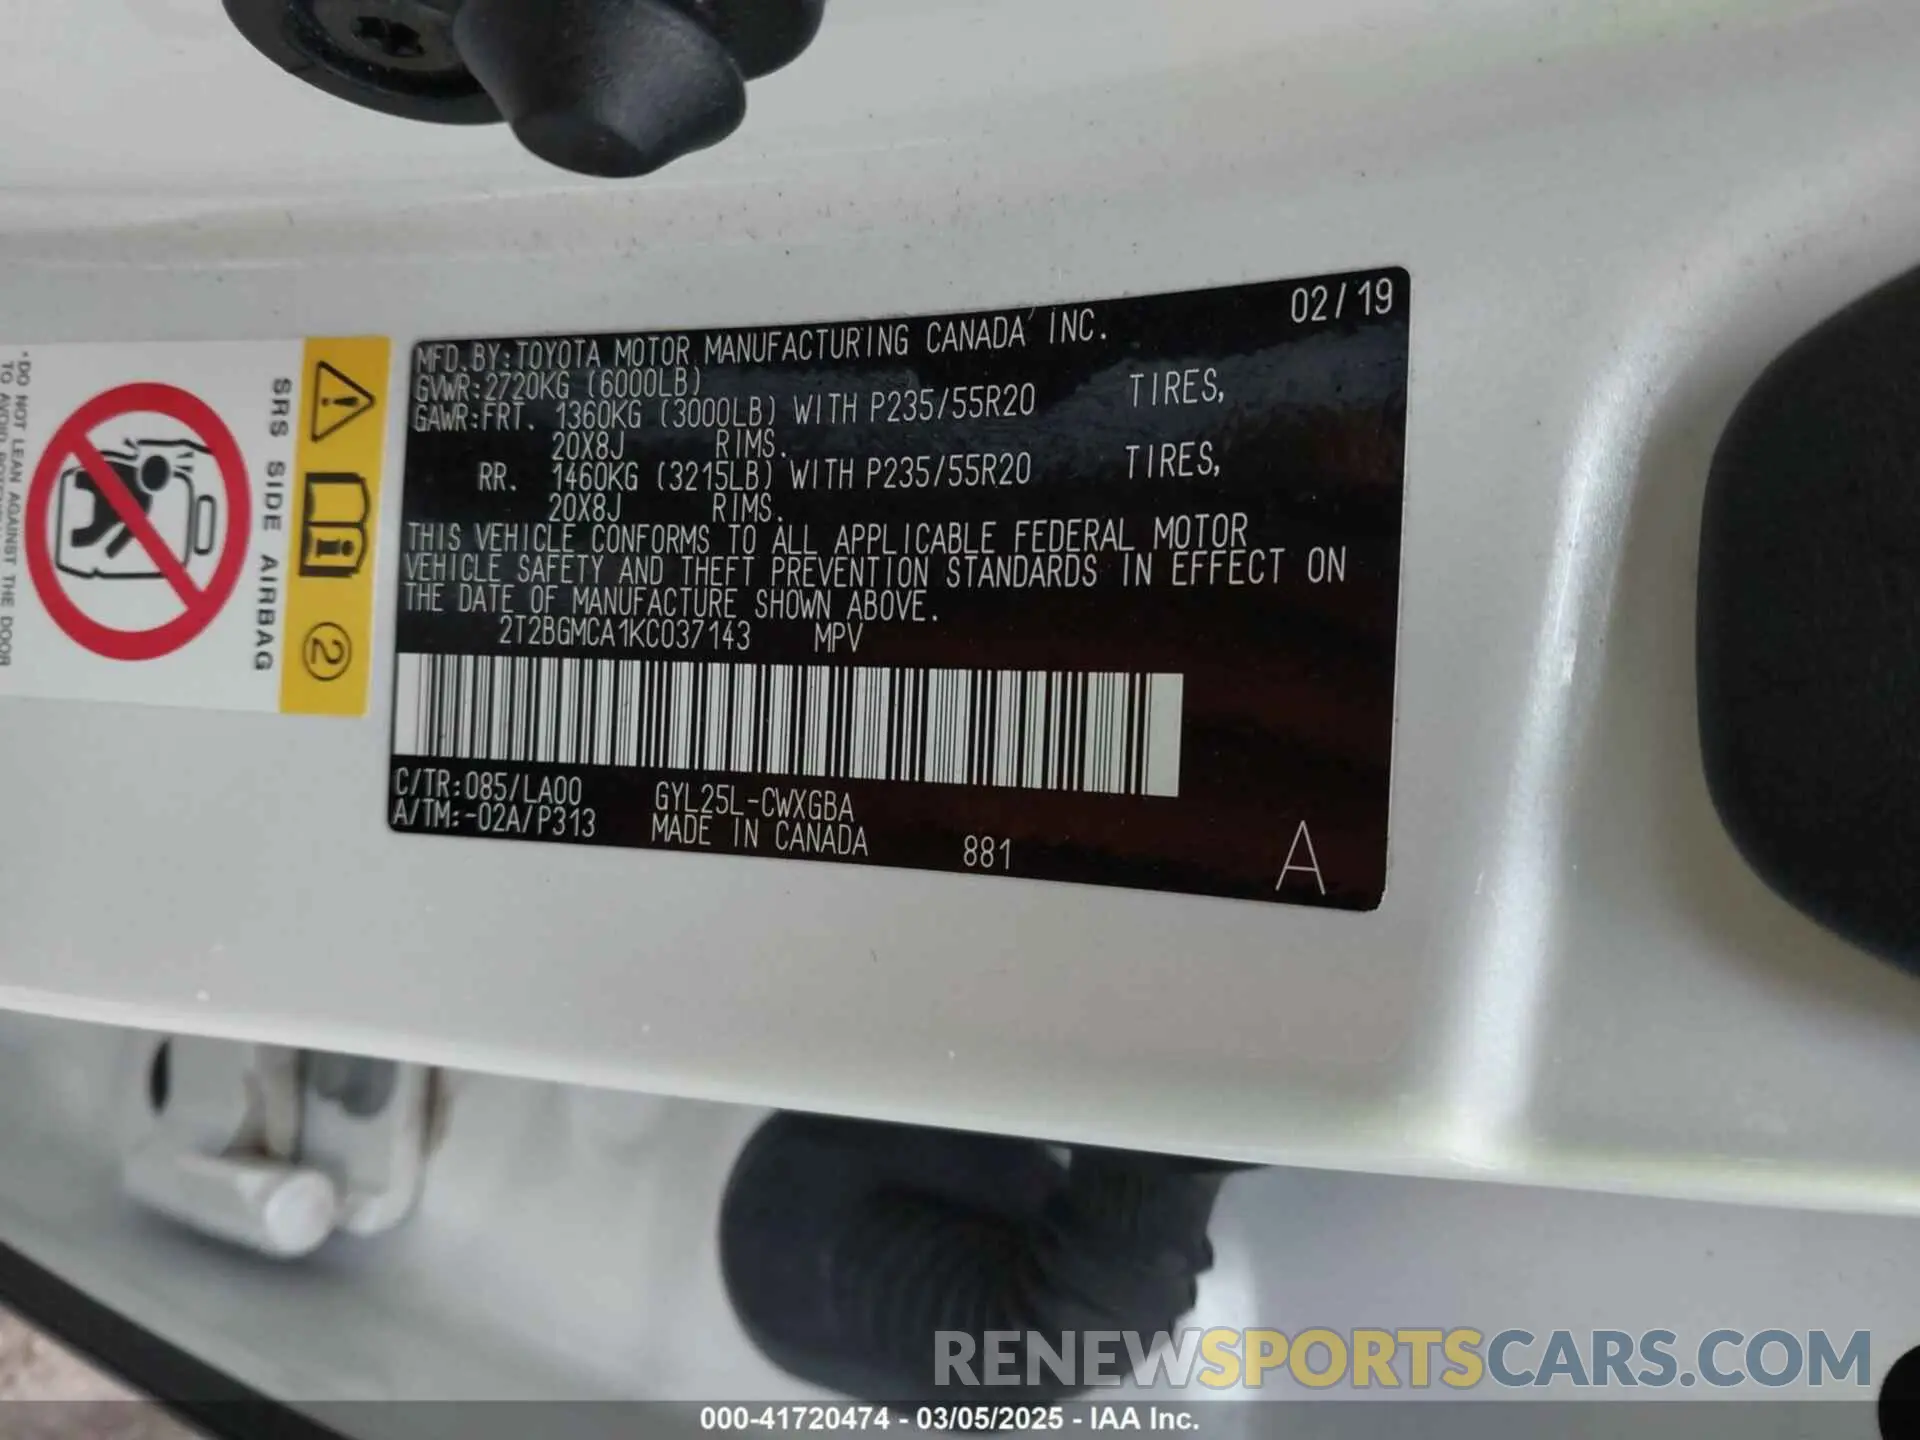 02/19
MFD.BY:TOYOTA MOTOR MANUFACTURING CANADA INC.
GVWR:2720KG (6000LB)
GAWR:FRT. 1360KG (3000LB) WITH P235/55R20 TIRES,
20X8J RIMS.
RR. 1460KG (3215LB) WITH P235/55R20 TIRES,
20X8J RIMS.
THIS VEHICLE CONFORMS TO ALL APPLICABLE FEDERAL MOTOR
VEHICLE SAFETY AND THEFT PREVENTION STANDARDS IN EFFECT ON
THE DATE OF MANUFACTURE SHOWN ABOVE.
2T2BGMCA1KC037143 MPV
C/TR:085/LA00 GYL25L-CWXGBA
A/TM:-02A/P313 MADE IN CANADA 881 A
2
SRS SIDE AIRBAG
*DO NOT LEAN AGAINST THE DOOR
TO AVOID
RENEWSPORTSCARS.COM
000-41720474 - 03/05/2025 - IAA Inc.